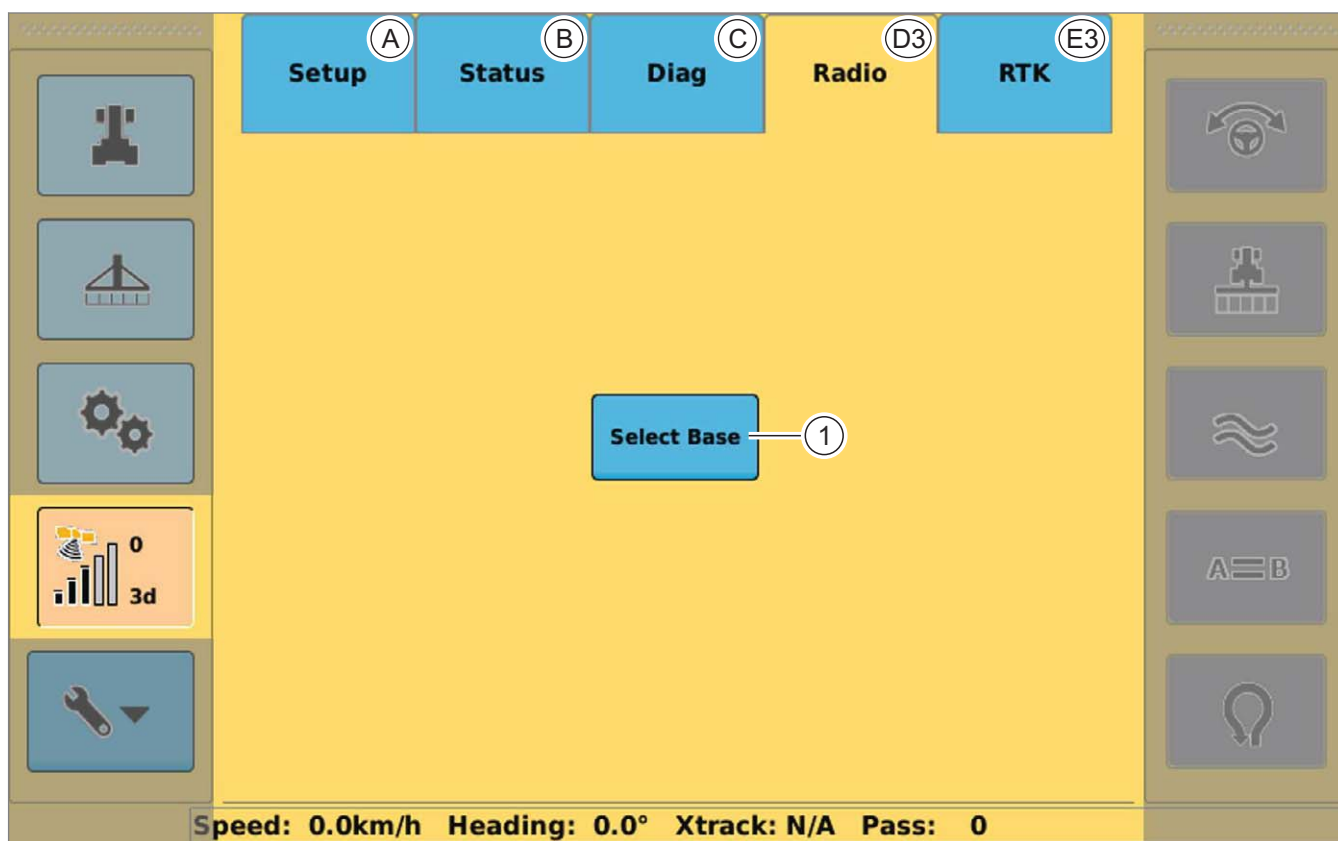 A
B
C
D3
E3
Setup
Status
Diag
Radio
RTK
Select Base
1
0
3d
A B
Speed: 0.0km/h Heading: 0.0° Xtrack: N/A Pass: 0